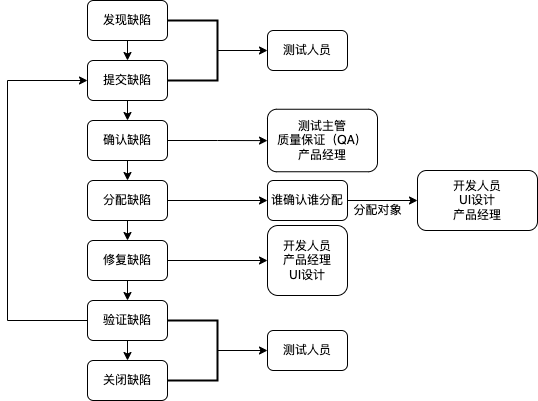 发现缺陷
测试人员
提交缺陷
确认缺陷
测试主管
质量保证（QA）
产品经理
分配缺陷
谁确认谁分配
分配对象
开发人员
UI设计
产品经理
修复缺陷
开发人员
产品经理
UI设计
验证缺陷
测试人员
关闭缺陷